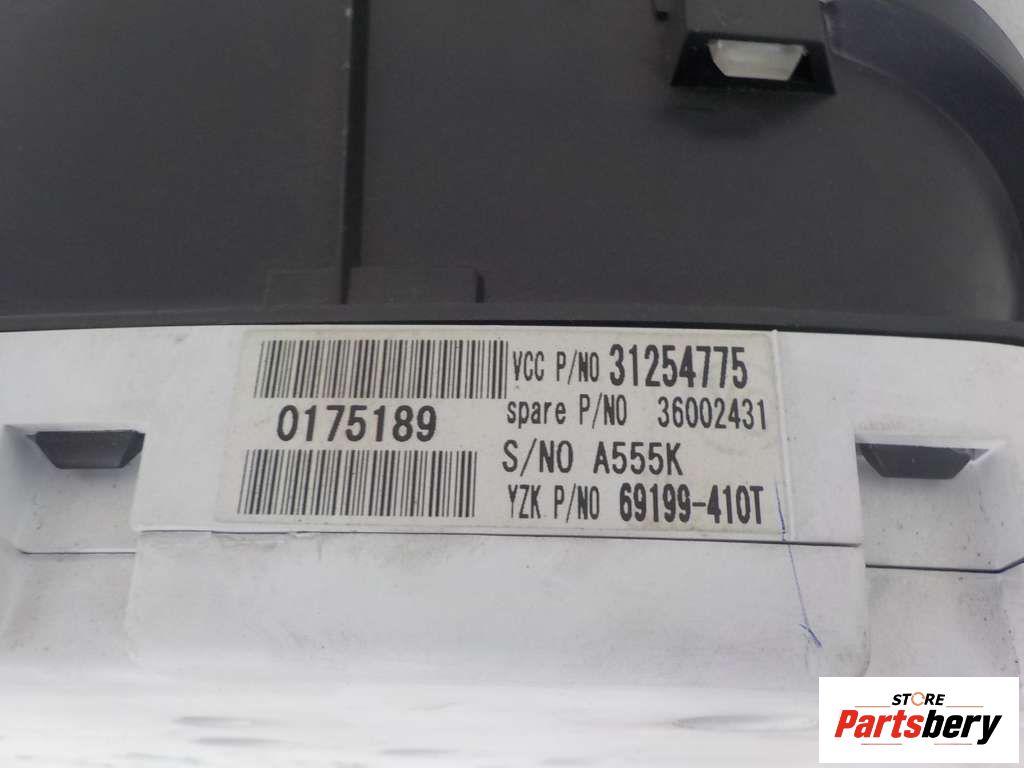 VCC P/NO 31254775
0175189
spare P/NO 36002431
S/NO A555K
YZK P/NO 69199-410T
STORE
Partsbery